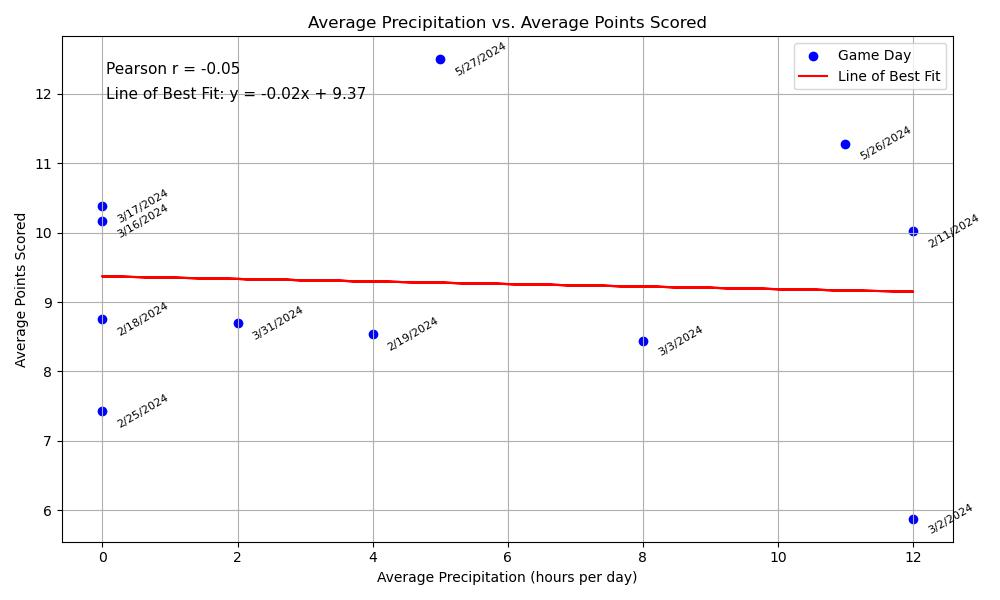 Average Precipitation vs. Average Points Scored
Pearson r = -0.05
Line of Best Fit: y = -0.02x + 9.37
Game Day
Line of Best Fit
5/27/2024
5/26/2024
3/17/2024
3/16/2024
2/11/2024
2/18/2024
3/31/2024
2/19/2024
3/3/2024
2/25/2024
3/2/2024
12
11
10
9
8
7
6
Average Points Scored
0 2 4 6 8 10 12
Average Precipitation (hours per day)